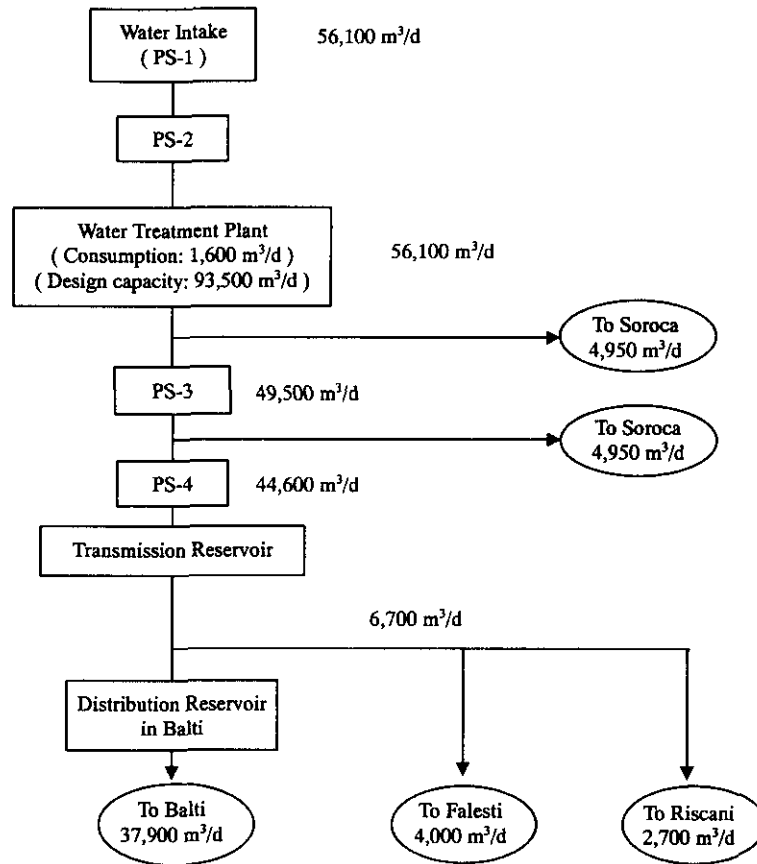 Water Intake
( PS-1 )
56,100 m³/d
PS-2
Water Treatment Plant
( Consumption: 1,600 m³/d )
( Design capacity: 93,500 m³/d )
56,100 m³/d
To Soroca
4,950 m³/d
PS-3
49,500 m³/d
To Soroca
4,950 m³/d
PS-4
44,600 m³/d
Transmission Reservoir
6,700 m³/d
Distribution Reservoir
in Balti
To Balti
37,900 m³/d
To Falesti
4,000 m³/d
To Riscani
2,700 m³/d